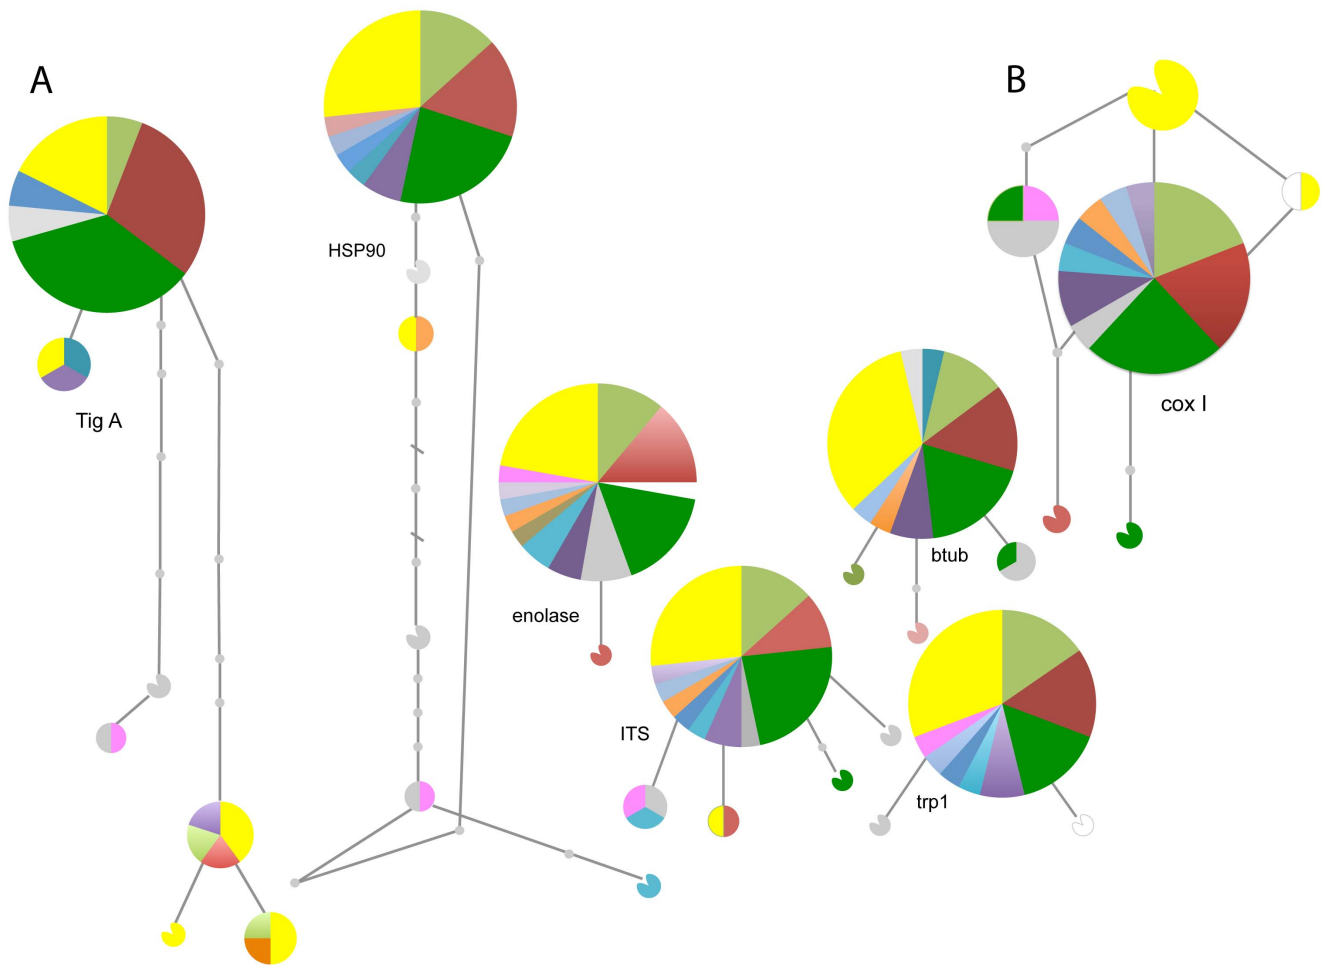 A
B
HSP90
Tig A
cox I
btub
enolase
ITS
trp1